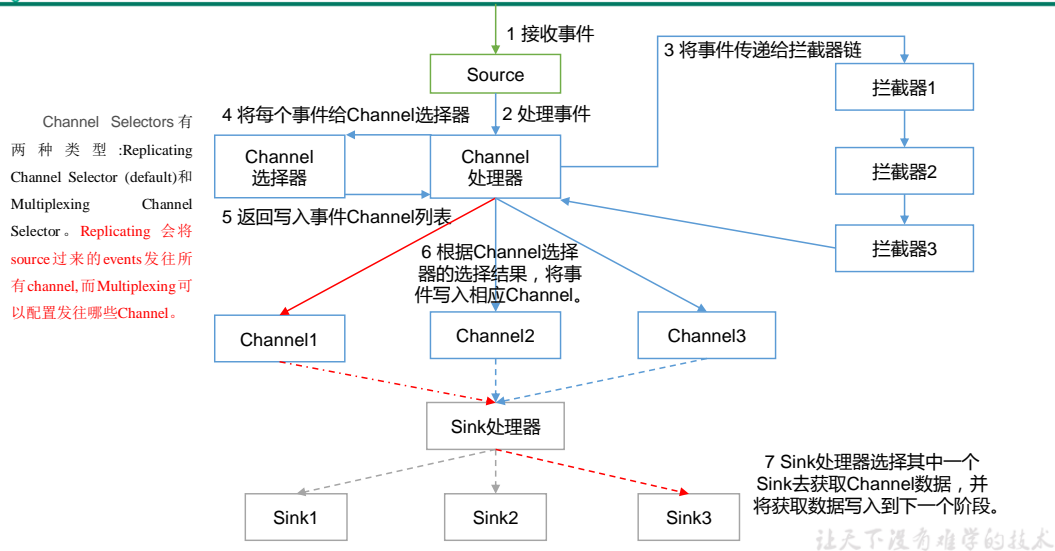 1 接收事件
Source
3 将事件传递给拦截器链
拦截器1
4 将每个事件给Channel选择器
2 处理事件
Channel Selectors有
两种类型:Replicating
Channel Selector (default)和
Multiplexing Channel
Selector。Replicating 会将
source过来的events发往所
有channel,而Multiplexing可
以配置发往哪些Channel。
Channel
选择器
Channel
处理器
拦截器2
5 返回写入事件Channel列表
拦截器3
6 根据Channel选择
器的选择结果，将事
件写入相应Channel。
Channel1
Channel2
Channel3
Sink处理器
7 Sink处理器选择其中一个
Sink去获取Channel数据，并
将获取数据写入到下一个阶段。
Sink1
Sink2
Sink3
让天下没有难学的技术